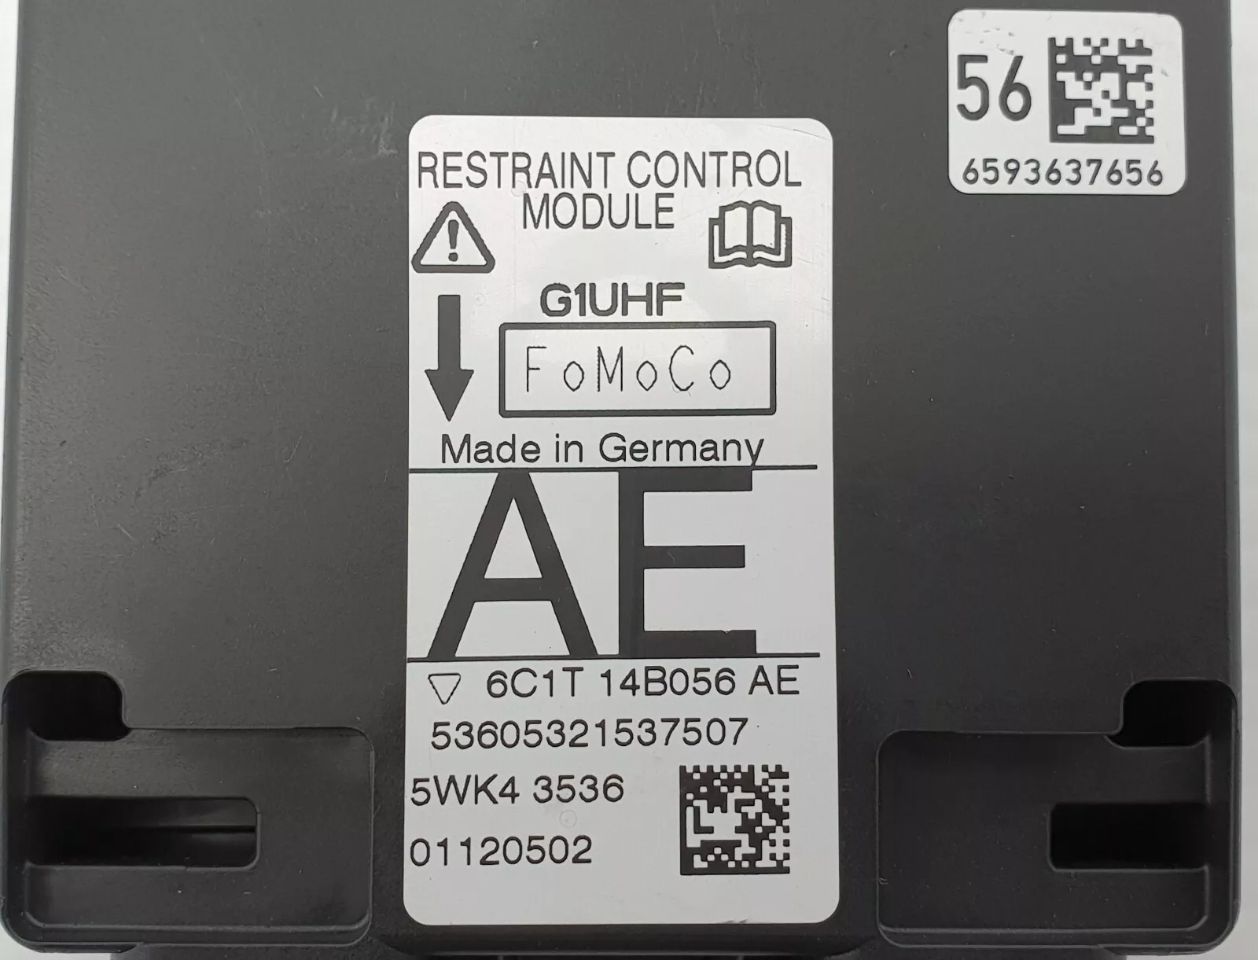 56
6593637656
RESTRAINT CONTROL
MODULE
G1UHF
FoMoCo
Made in Germany
AE
6C1T 14B056 AE
53605321537507
5WK4 3536
01120502